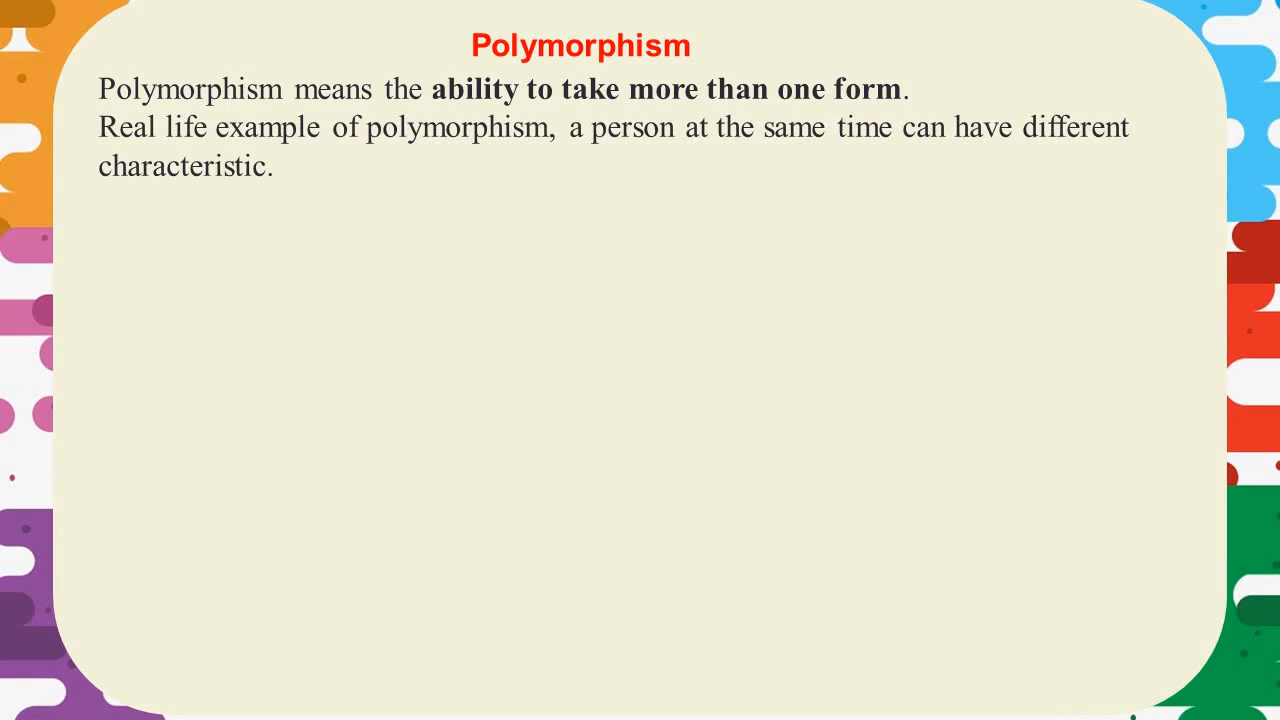 Polymorphism
Polymorphism means the ability to take more than one form.
Real life example of polymorphism, a person at the same time can have different
characteristic.